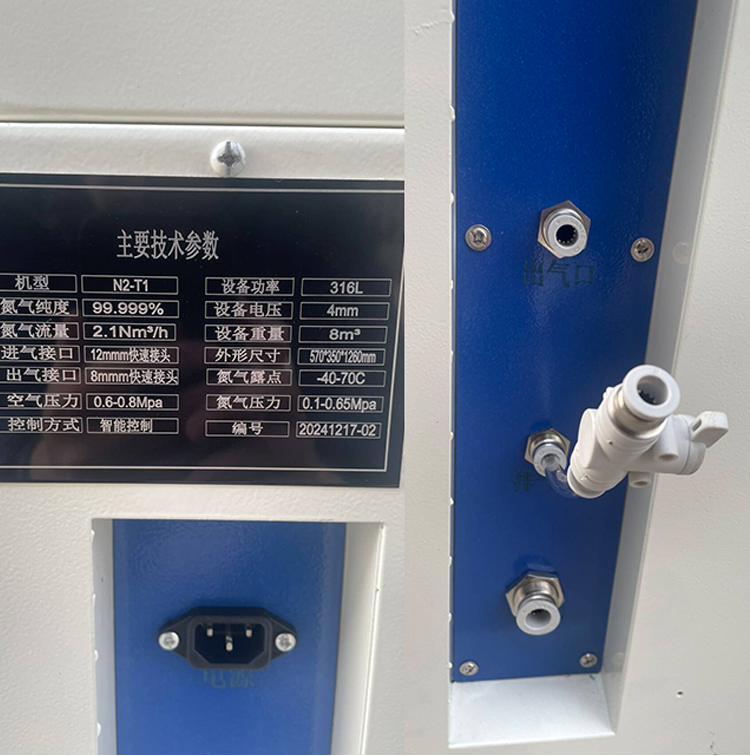 主要技术参数
机型 N2-T1 设备功率 316L
氮气纯度 99.999% 设备电压 4mm
氮气流量 2.1Nm³/h 设备重量 8m³
进气接口 12mmm快速接头 外形尺寸 570*350*1260mm
出气接口 8mmm快速接头 氮气露点 -40-70C
空气压力 0.6-0.8Mpa 氮气压力 0.1-0.65Mpa
控制方式 智能控制 编号 20241217-02
电源
出气口
排